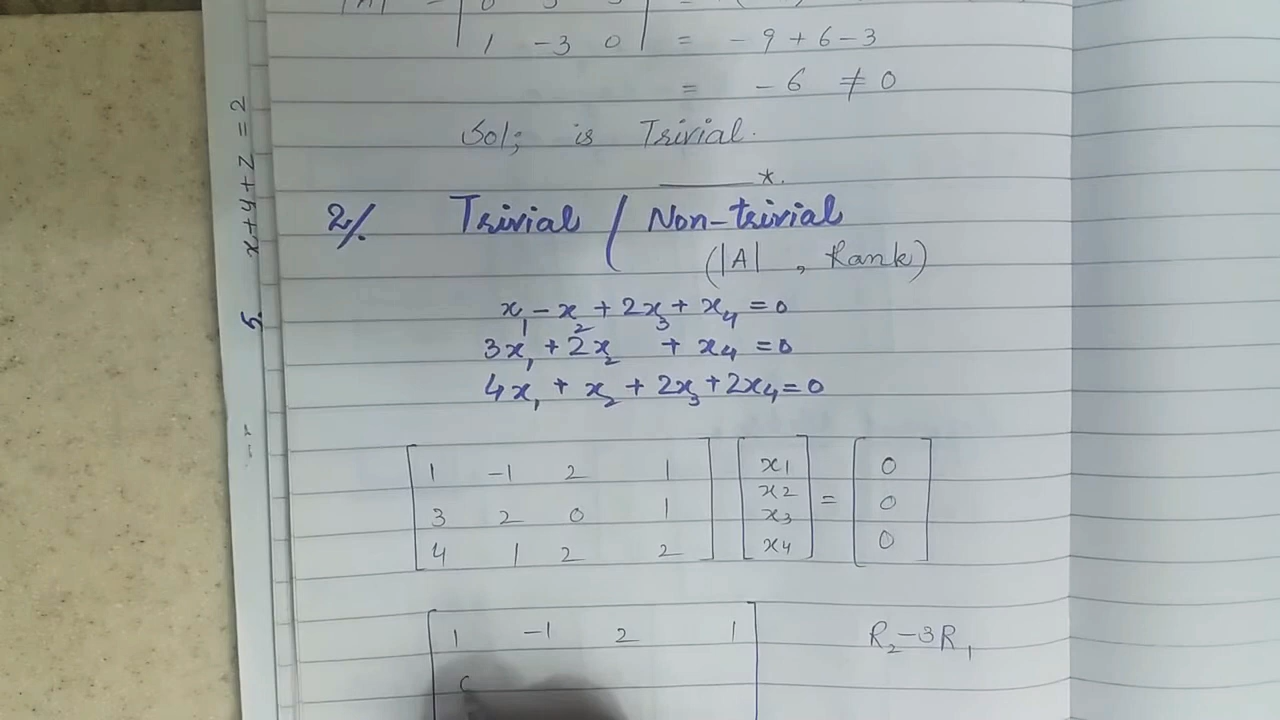 1 -3 0 = -9+6-3
= -6 ≠ 0
Sol; is Trivial.
*.
2/. Trivial / Non-trivial
(|A| , Rank)
x₁ - x₂ + 2x₃ + x₄ = 0
3x₁ + 2x₂ + x₄ = 0
4x₁ + x₂ + 2x₃ + 2x₄ = 0
1 -1 2 1 x1 0
3 2 0 1 x2 = 0
4 1 2 2 x3 0
x4
1 -1 2 1 R₂-3R₁
x+y+z=2
5.